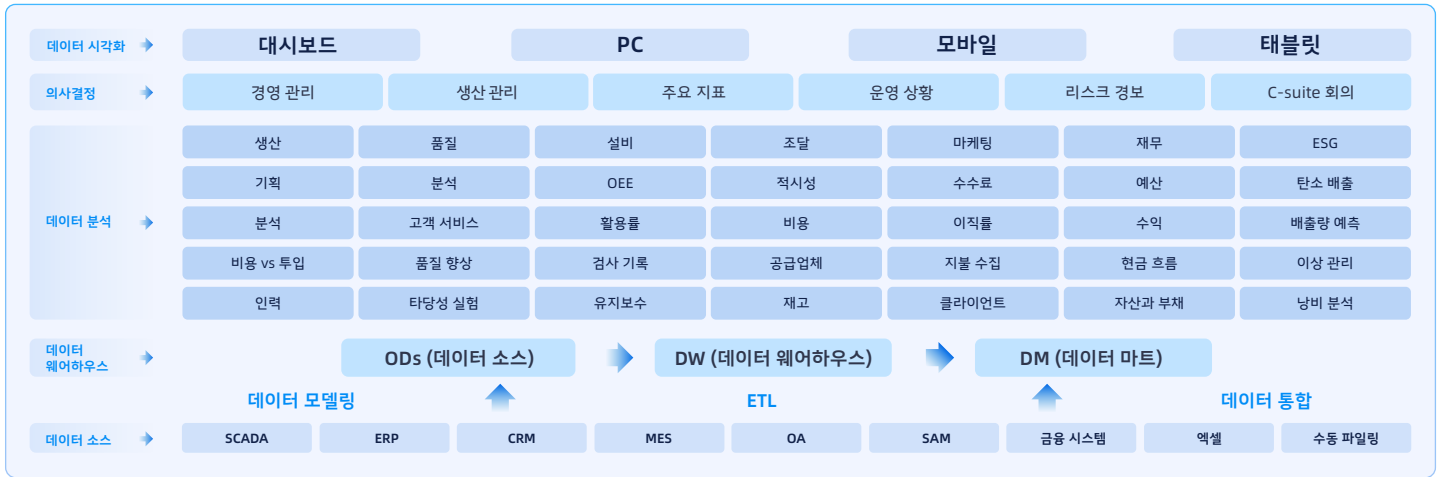 데이터 시각화
대시보드
PC
모바일
태블릿
의사결정
경영 관리
생산 관리
주요 지표
운영 상황
리스크 경보
C-suite 회의
데이터 분석
생산
품질
설비
조달
마케팅
재무
ESG
기획
분석
OEE
적시성
수수료
예산
탄소 배출
분석
고객 서비스
활용률
비용
이직률
수익
배출량 예측
비용 vs 투입
품질 향상
검사 기록
공급업체
지불 수집
현금 흐름
이상 관리
인력
타당성 실험
유지보수
재고
클라이언트
자산과 부채
낭비 분석
데이터
웨어하우스
ODs (데이터 소스)
DW (데이터 웨어하우스)
DM (데이터 마트)
데이터 모델링
ETL
데이터 통합
데이터 소스
SCADA
ERP
CRM
MES
OA
SAM
금융 시스템
엑셀
수동 파일링